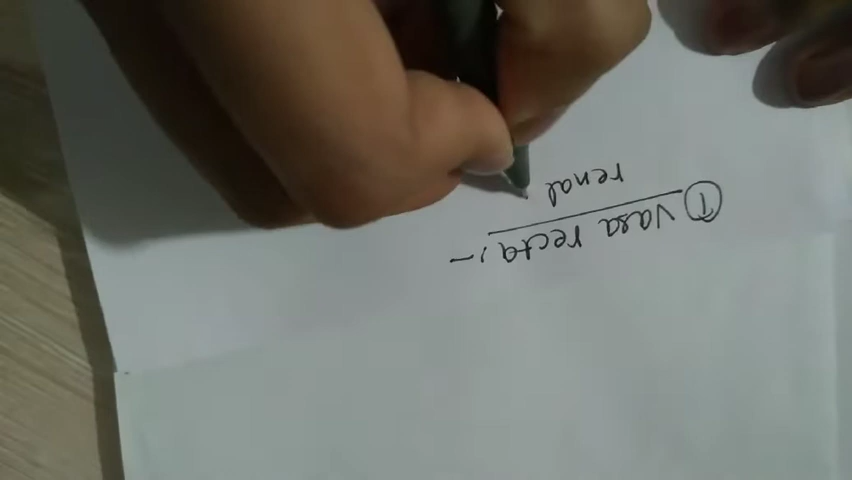 ① Vasa recta :-
renal